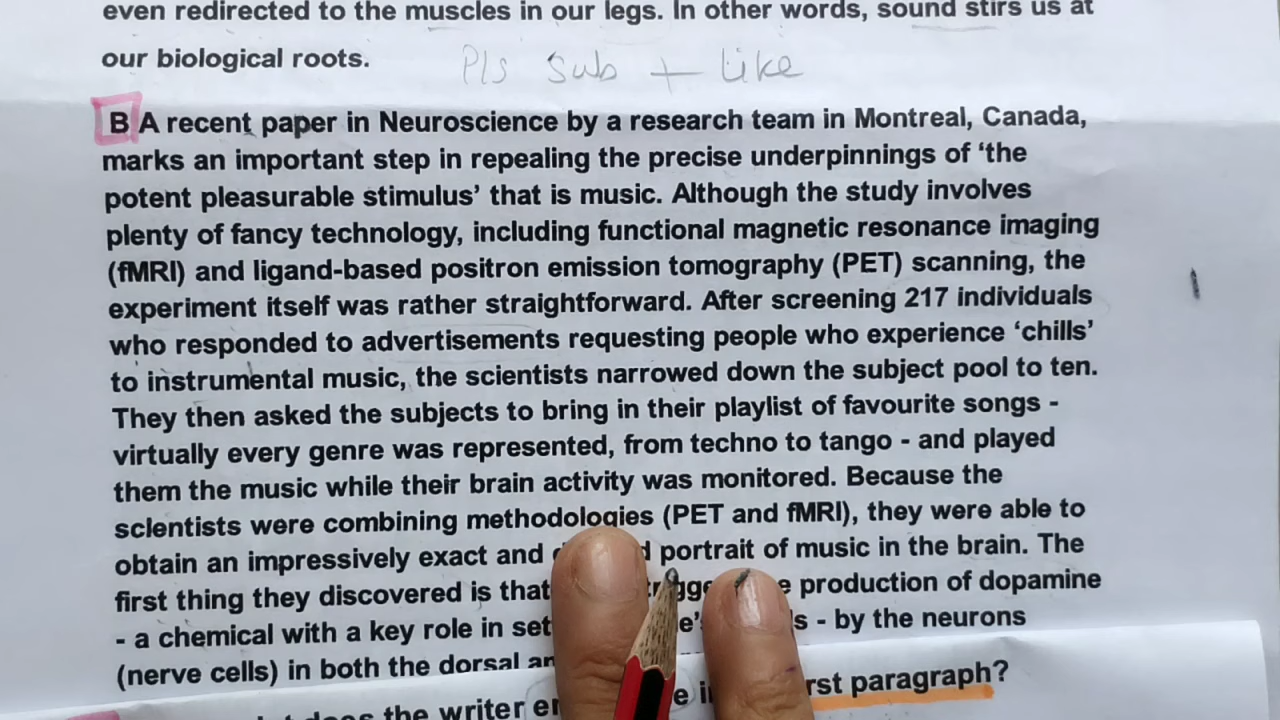 even redirected to the muscles in our legs. In other words, sound stirs us at
our biological roots.
Pls Sub + Like
B A recent paper in Neuroscience by a research team in Montreal, Canada,
marks an important step in repealing the precise underpinnings of ‘the
potent pleasurable stimulus’ that is music. Although the study involves
plenty of fancy technology, including functional magnetic resonance imaging
(fMRI) and ligand-based positron emission tomography (PET) scanning, the
experiment itself was rather straightforward. After screening 217 individuals
who responded to advertisements requesting people who experience ‘chills’
to instrumental music, the scientists narrowed down the subject pool to ten.
They then asked the subjects to bring in their playlist of favourite songs -
virtually every genre was represented, from techno to tango - and played
them the music while their brain activity was monitored. Because the
sclentists were combining methodologies (PET and fMRI), they were able to
obtain an impressively exact and portrait of music in the brain. The
first thing they discovered is that production of dopamine
- a chemical with a key role in - by the neurons
(nerve cells) in both the dorsal
does the writer paragraph?